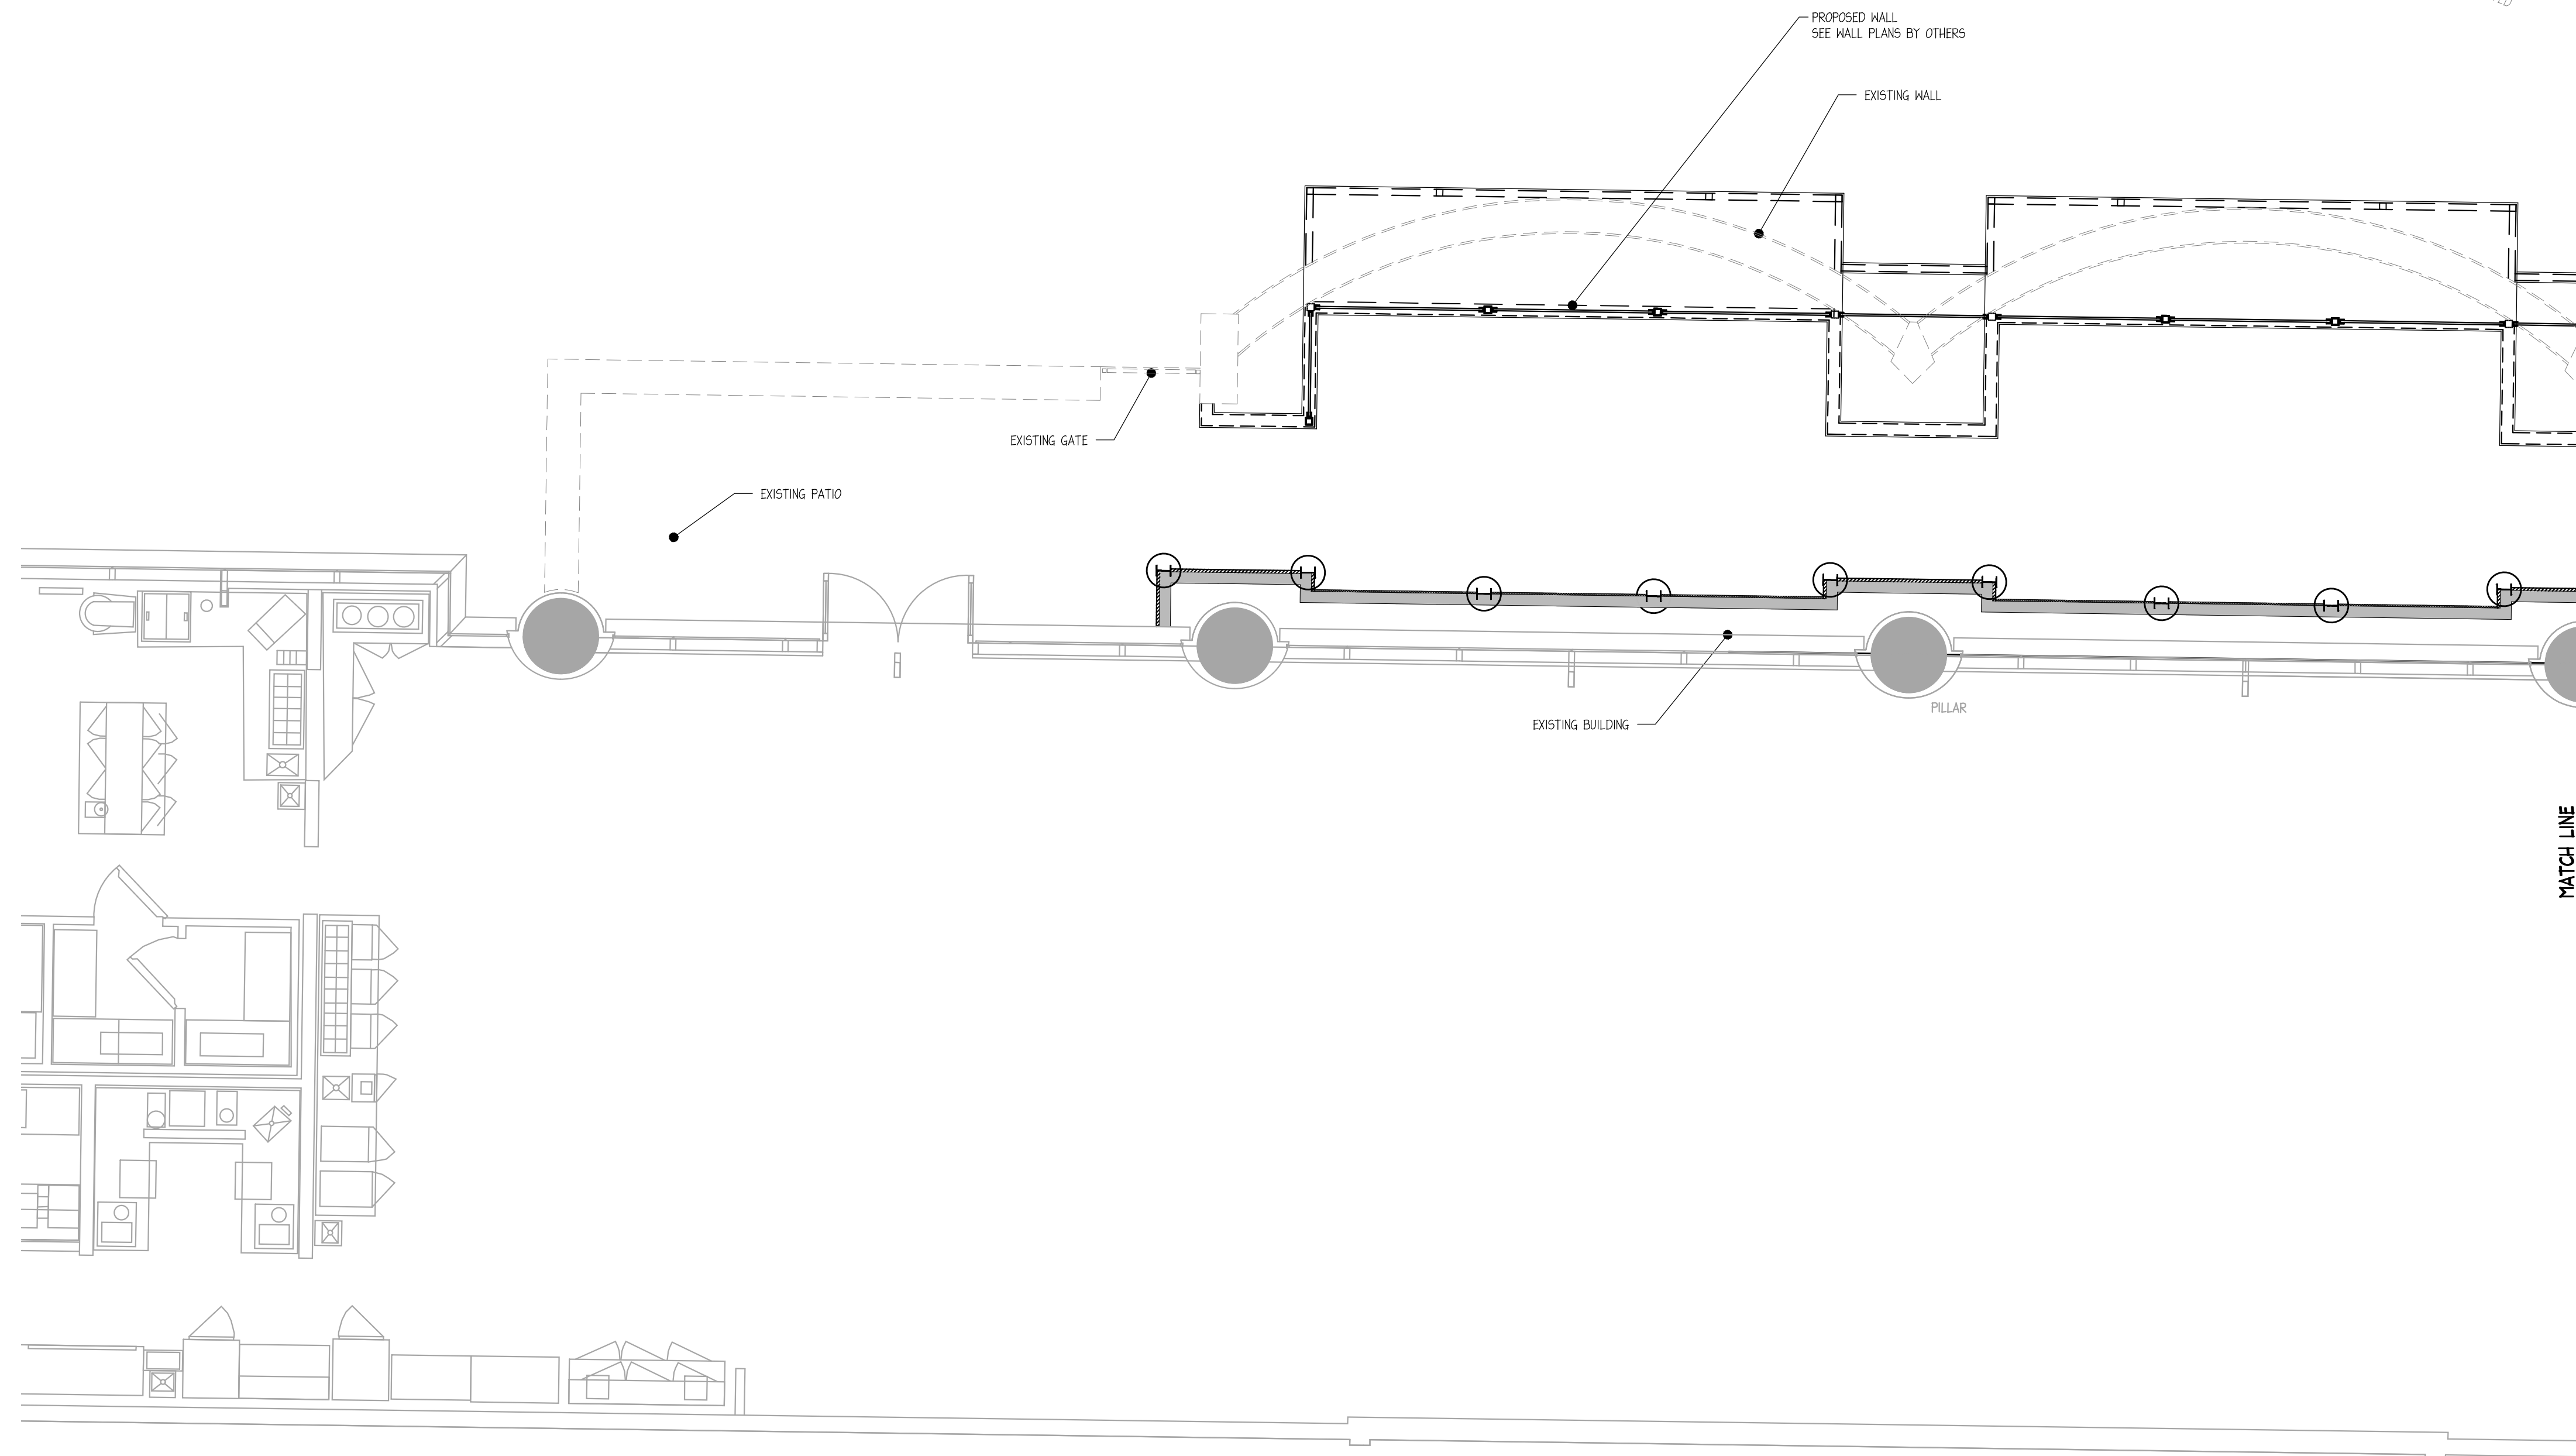 PROPOSED WALL
SEE WALL PLANS BY OTHERS
EXISTING WALL
EXISTING GATE
EXISTING PATIO
EXISTING BUILDING
PILLAR
MATCH LINE